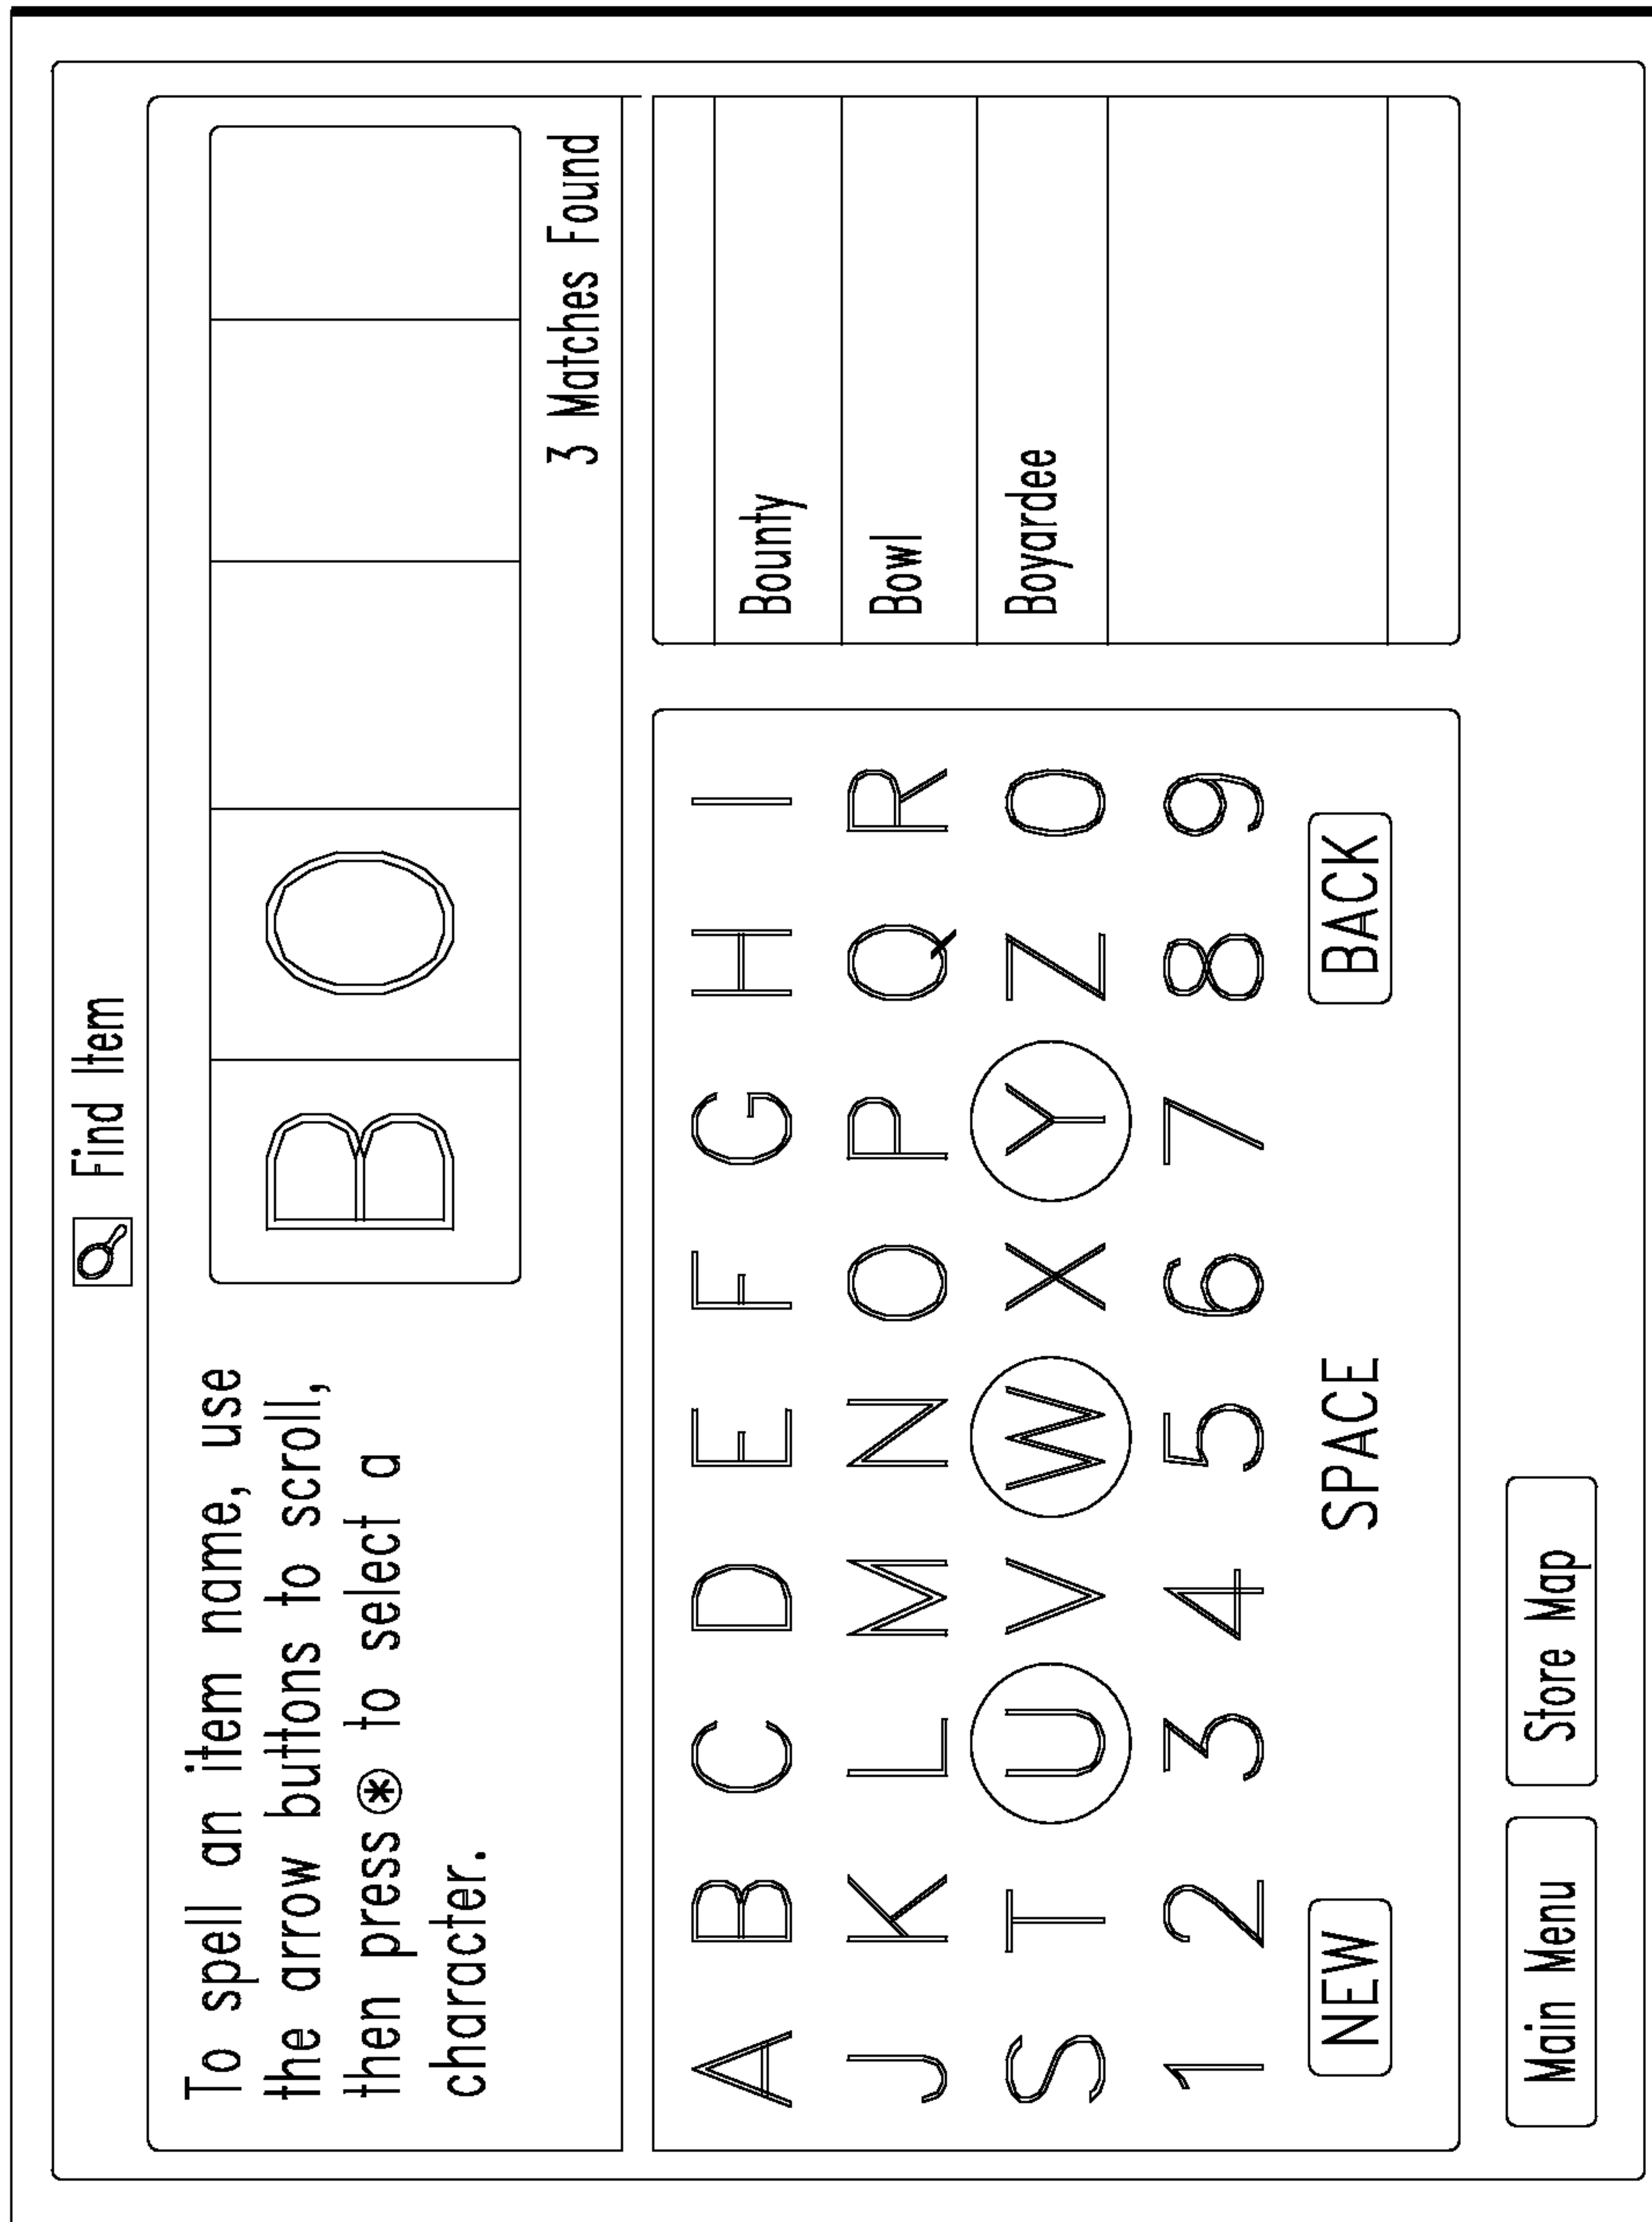 Find Item
To spell an item name, use
the arrow buttons to scroll,
then press ⊛ to select a
character.
B O
3 Matches Found
A B C D E F G H I
J K L M N O P Q R
S T U V W X Y Z 0
1 2 3 4 5 6 7 8 9
NEW SPACE BACK
Bounty
Bowl
Boyardee
Main Menu Store Map